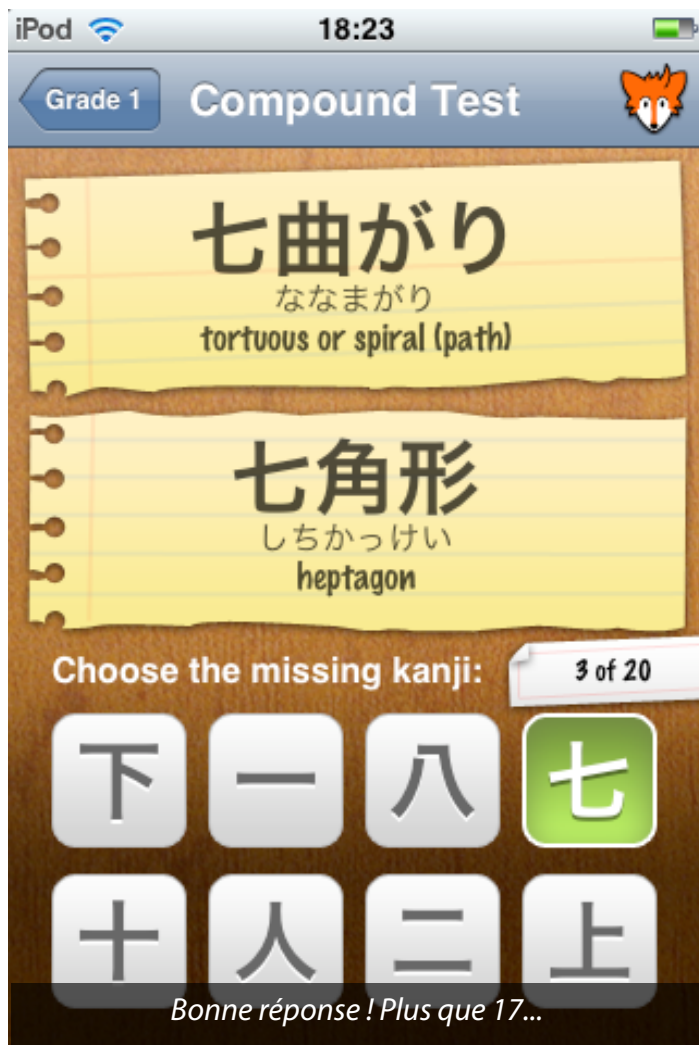 iPod 18:23
Grade 1 Compound Test
七曲がり
ななまがり
tortuous or spiral (path)
七角形
しちかっけい
heptagon
Choose the missing kanji: 3 of 20
下 一 八 七
十 人 二 上
Bonne réponse ! Plus que 17...